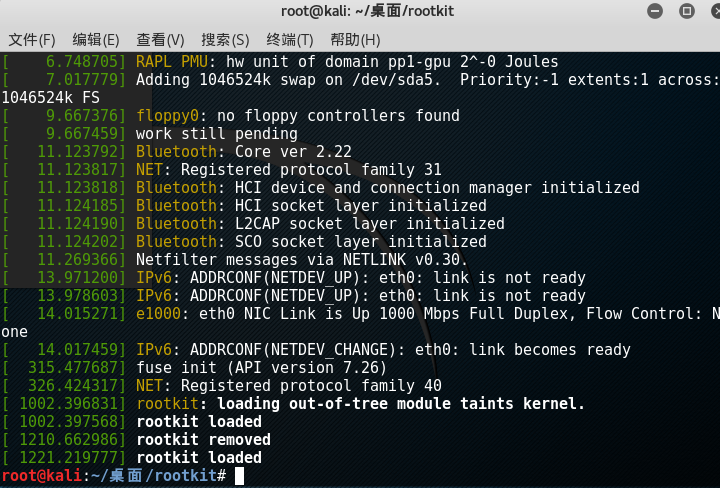 root@kali: ~/桌面/rootkit
文件(F) 编辑(E) 查看(V) 搜索(S) 终端(T) 帮助(H)
[    6.748705] RAPL PMU: hw unit of domain pp1-gpu 2^-0 Joules
[    7.017779] Adding 1046524k swap on /dev/sda5.  Priority:-1 extents:1 across:
1046524k FS
[    9.667376] floppy0: no floppy controllers found
[    9.667459] work still pending
[   11.123792] Bluetooth: Core ver 2.22
[   11.123817] NET: Registered protocol family 31
[   11.123818] Bluetooth: HCI device and connection manager initialized
[   11.124185] Bluetooth: HCI socket layer initialized
[   11.124190] Bluetooth: L2CAP socket layer initialized
[   11.124202] Bluetooth: SCO socket layer initialized
[   11.269366] Netfilter messages via NETLINK v0.30.
[   13.971200] IPv6: ADDRCONF(NETDEV_UP): eth0: link is not ready
[   13.978603] IPv6: ADDRCONF(NETDEV_UP): eth0: link is not ready
[   14.015271] e1000: eth0 NIC Link is Up 1000 Mbps Full Duplex, Flow Control: N
one
[   14.017459] IPv6: ADDRCONF(NETDEV_CHANGE): eth0: link becomes ready
[  315.477687] fuse init (API version 7.26)
[  326.424317] NET: Registered protocol family 40
[ 1002.396831] rootkit: loading out-of-tree module taints kernel.
[ 1002.397568] rootkit loaded
[ 1210.662986] rootkit removed
[ 1221.219777] rootkit loaded
root@kali:~/桌面/rootkit#